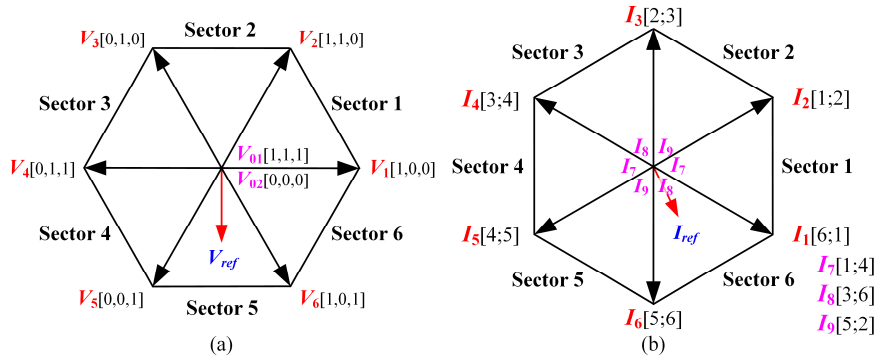 V3[0,1,0]
Sector 2
V2[1,1,0]
Sector 3
Sector 1
V01[1,1,1]
V4[0,1,1]
V02[0,0,0]
V1[1,0,0]
Sector 4
Vref
Sector 6
V5[0,0,1]
Sector 5
V6[1,0,1]
(a)
I3[2;3]
Sector 3
Sector 2
I4[3;4]
I2[1;2]
I8 I9
Sector 4
I7 I7
Sector 1
I9 I8
I5[4;5]
Iref
I1[6;1]
Sector 5
Sector 6
I7[1;4]
I8[3;6]
I9[5;2]
I6[5;6]
(b)